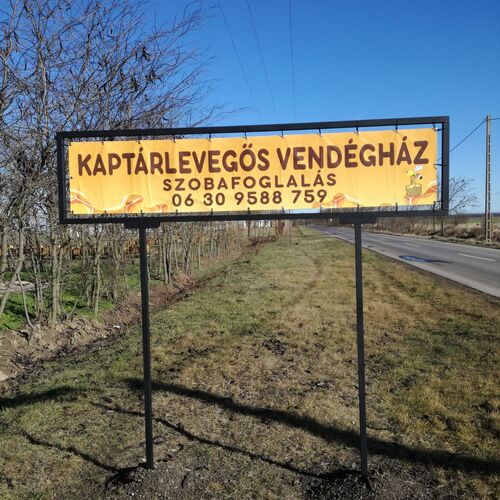 KAPTÁRLEVEGŐS VENDÉGHÁZ
SZOBAFOGLALÁS
06 30 9588 759